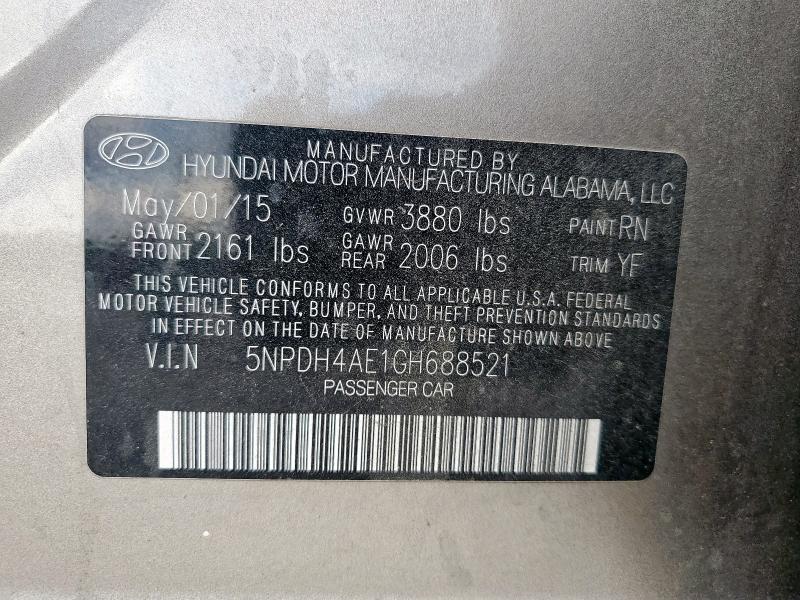 MANUFACTURED BY
HYUNDAI MOTOR MANUFACTURING ALABAMA, LLC
May/01/15 GVWR 3880 lbs PAINT RN
GAWR FRONT 2161 lbs GAWR REAR 2006 lbs TRIM YF
THIS VEHICLE CONFORMS TO ALL APPLICABLE U.S.A. FEDERAL
MOTOR VEHICLE SAFETY, BUMPER, AND THEFT PREVENTION STANDARDS
IN EFFECT ON THE DATE OF MANUFACTURE SHOWN ABOVE
V.I.N 5NPDH4AE1GH688521
PASSENGER CAR